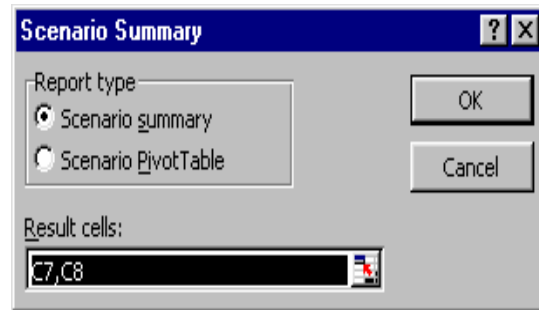 Scenario Summary
Report type
Scenario summary
Scenario PivotTable
OK
Cancel
Result cells:
C7,C8